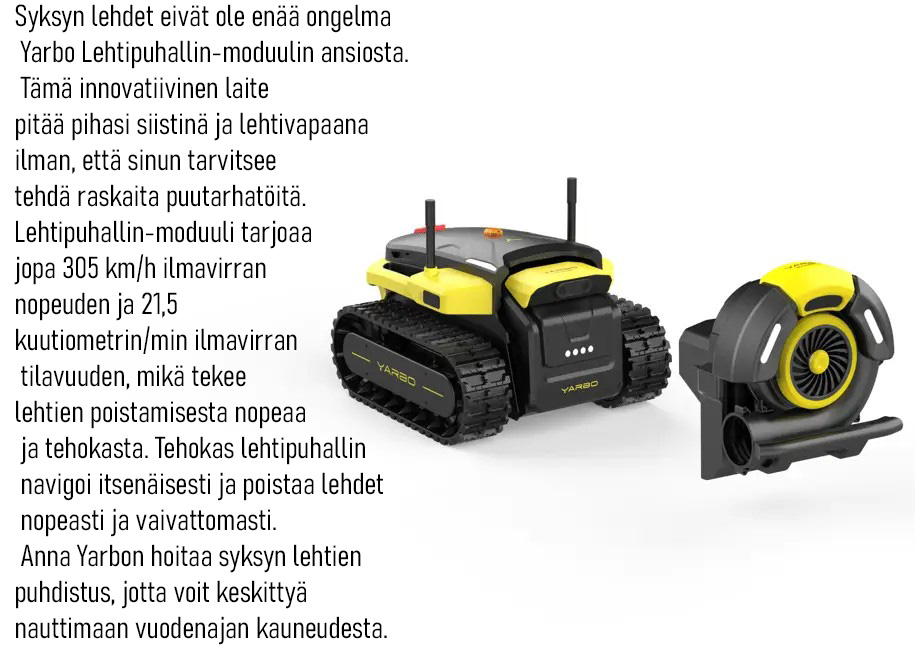 Syksyn lehdet eivät ole enää ongelma
Yarbo Lehtipuhallin-moduulin ansiosta.
Tämä innovatiivinen laite
pitää pihasi siistinä ja lehtivapaana
ilman, että sinun tarvitsee
tehdä raskaita puutarhatöitä.
Lehtipuhallin-moduuli tarjoaa
jopa 305 km/h ilmavirran
nopeuden ja 21,5
kuutiometrin/min ilmavirran
tilavuuden, mikä tekee
lehtien poistamisesta nopeaa
ja tehokasta. Tehokas lehtipuhallin
navigoi itsenäisesti ja poistaa lehdet
nopeasti ja vaivattomasti.
Anna Yarbon hoitaa syksyn lehtien
puhdistus, jotta voit keskittyä
nauttimaan vuodenajan kauneudesta.
YARBO
YARBO
YARBO
YARBO